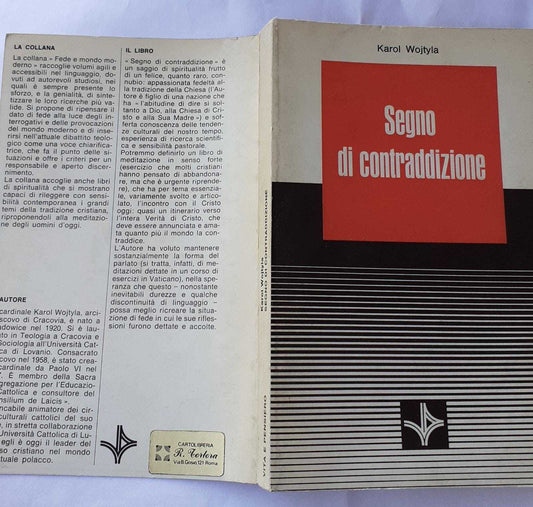 LA COLLANA
La collana « Fede e mondo mo-
derno » raccoglie volumi agili e
accessibili nel linguaggio, do-
vuti ad autorevoli studiosi, nei
quali è sempre presente lo
sforzo, e la genialità, di sinte-
tizzare le loro ricerche più va-
lide. Si propone di ripensare il
dato di fede alla luce degli in-
terrogativi e delle provocazioni
del mondo moderno e di inse-
rirsi nell'attuale dibattito teolo-
gico come una voce chiarifica-
trice, che fa il punto delle si-
tuazioni e offre i criteri per un
responsabile e aperto discer-
nimento.
La collana accoglie anche libri
di spiritualità che si mostrano
capaci di rileggere con sensi-
bilità contemporanea i grandi
temi della tradizione cristiana,
riproponendoli alla meditazio-
ne degli uomini d'oggi.
AUTORE
cardinale Karol Wojtyla, arci-
scovo di Cracovia, è nato a
adowice nel 1920. Si è lau-
ato in Teologia a Cracovia e
Sociologia all'Università Cat-
ca di Lovanio. Consacrato
covo nel 1958, è stato crea-
cardinale da Paolo VI nel
7. È membro della Sacra
gregazione per l'Educazio-
Cattolica e consultore del
nsilium de Laicis ».
ncabile animatore dei cir-
culturali cattolici del suo
, in stretta collaborazione
Università Cattolica di Lu-
egli è oggi il leader del
so cristiano nel mondo
tuale polacco.
IL LIBRO
« Segno di contraddizione » è
un saggio di spiritualità frutto
di un felice, quanto raro, con-
nubio: appassionata fedeltà al-
la tradizione della Chiesa (l'Au-
tore è figlio di una nazione che
ha « l'abitudine di dire sì sol-
tanto a Dio, alla Chiesa di Cri-
sto e alla Sua Madre ») e sof-
ferta conoscenza delle tenden-
ze culturali del nostro tempo,
esperienza di ricerca scientifi-
ca e sensibilità pastorale.
Potremmo definirlo un libro di
meditazione in senso forte
(esercizio che molti cristiani
hanno pensato di abbandona-
re, ma che è urgente riprende-
re), che ha per tema essenzia-
le, variamente svolto e artico-
lato, l'incontro con il Cristo
oggi: quasi un itinerario verso
l'intera Verità di Cristo, che
deve essere annunciata e ama-
ta quanto più il mondo la con-
traddice.
L'Autore ha voluto mantenere
sostanzialmente la forma del
parlato (si tratta, infatti, di me-
ditazioni dettate in un corso di
esercizi in Vaticano), nella spe-
ranza che questo – nonostante
inevitabili durezze e qualche
discontinuità di linguaggio –
possa meglio ricreare la situa-
zione di fede in cui le sue rifles-
sioni furono dettate e accolte.
CARTOLIBRERIA
R. Tortora
Karol Wojtyla
SEGNO DI CONTRADDIZIONE
VITA E PENSIERO
Karol Wojtyla
Segno
di contraddizione